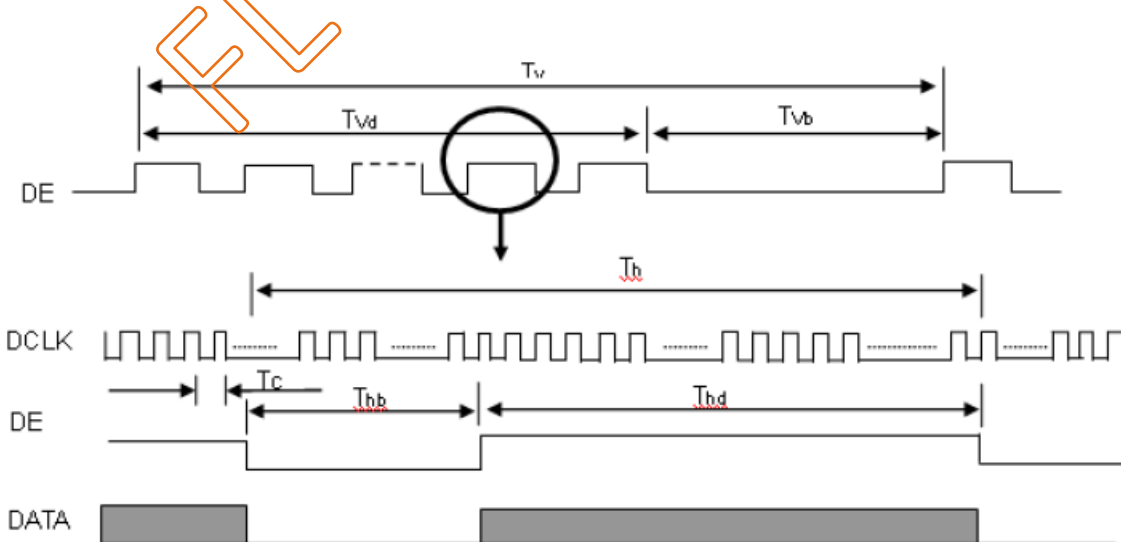 Tv
Tvd
Tvb
DE
Th
DCLK
Tc
Thb
Thd
DE
DATA